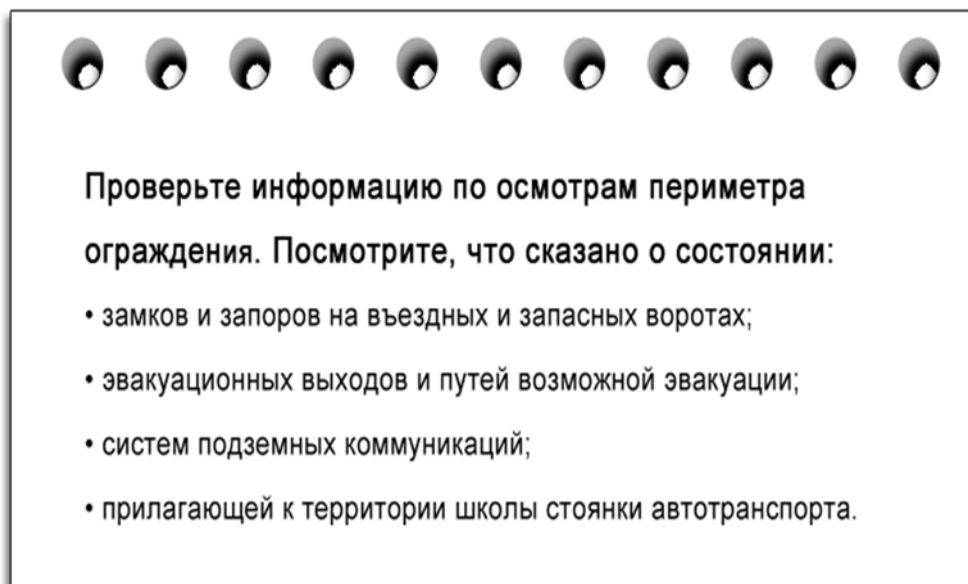 Проверьте информацию по осмотрам периметра
ограждения. Посмотрите, что сказано о состоянии:
• замков и запоров на въездных и запасных воротах;
• эвакуационных выходов и путей возможной эвакуации;
• систем подземных коммуникаций;
• прилагающей к территории школы стоянки автотранспорта.